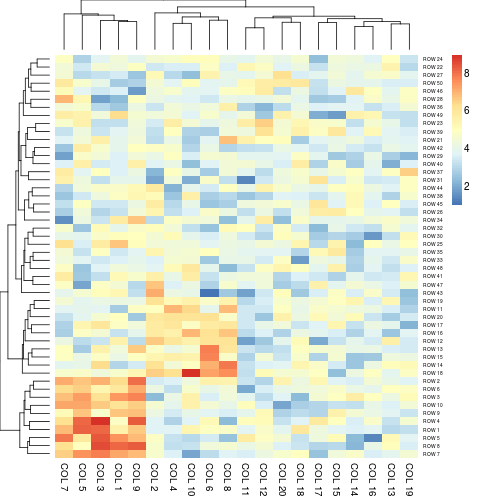 ROW 24
ROW 22
ROW 27
ROW 50
ROW 46
ROW 28
ROW 36
ROW 49
ROW 23
ROW 39
ROW 21
ROW 42
ROW 29
ROW 40
ROW 37
ROW 31
ROW 44
ROW 38
ROW 45
ROW 26
ROW 34
ROW 32
ROW 30
ROW 25
ROW 35
ROW 33
ROW 48
ROW 41
ROW 47
ROW 43
ROW 19
ROW 11
ROW 20
ROW 17
ROW 16
ROW 12
ROW 13
ROW 15
ROW 14
ROW 18
ROW 2
ROW 6
ROW 3
ROW 10
ROW 9
ROW 4
ROW 1
ROW 5
ROW 8
ROW 7
COL 7
COL 5
COL 3
COL 1
COL 9
COL 2
COL 4
COL 10
COL 6
COL 8
COL 11
COL 12
COL 20
COL 18
COL 17
COL 15
COL 14
COL 16
COL 13
COL 19
8
6
4
2